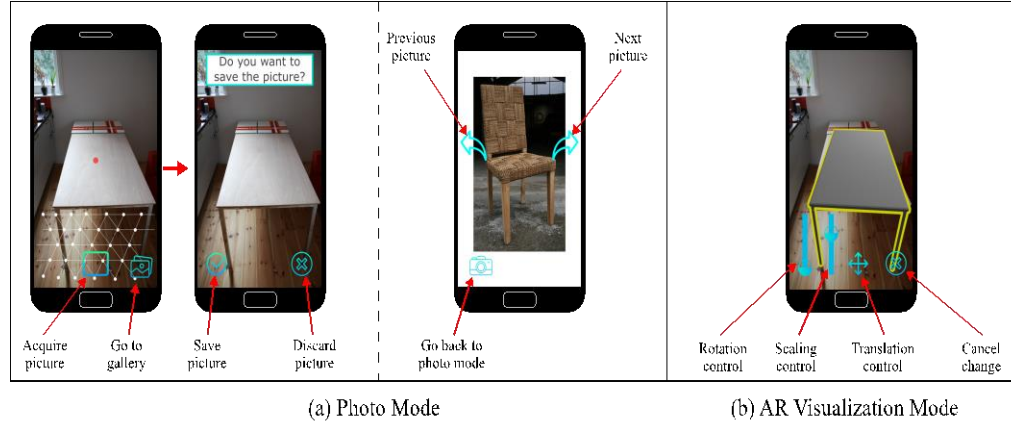 Do you want to
save the picture?
Previous
picture
Next
picture
Acquire
picture
Go to
gallery
Save
picture
Discard
picture
Go back to
photo mode
Rotation
control
Scaling
control
Translation
control
Cancel
change
(a) Photo Mode
(b) AR Visualization Mode